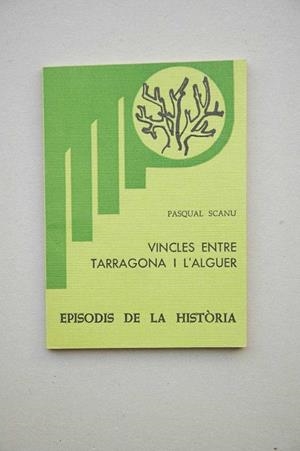 PASQUAL SCANU
VINCLES ENTRE
TARRAGONA I L'ALGUER
EPISODIS DE LA HISTÒRIA